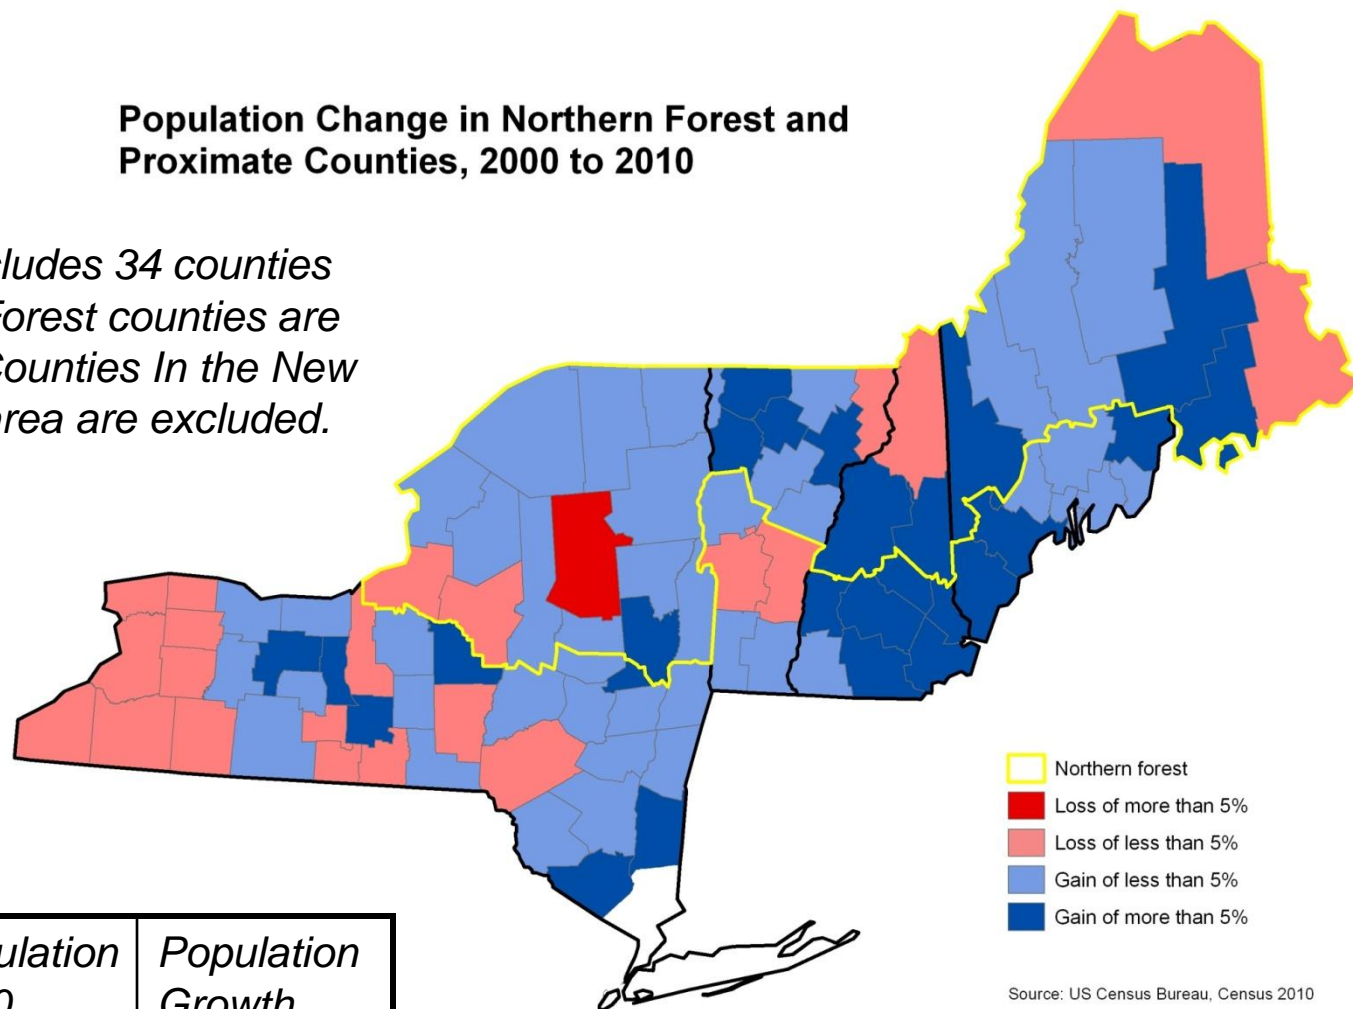 Population Change in Northern Forest and
Proximate Counties, 2000 to 2010
cludes 34 counties
Forest counties are
Counties In the New
area are excluded.
Northern forest
Loss of more than 5%
Loss of less than 5%
Gain of less than 5%
Gain of more than 5%
ulation
Population
0
Growth
Source: US Census Bureau, Census 2010